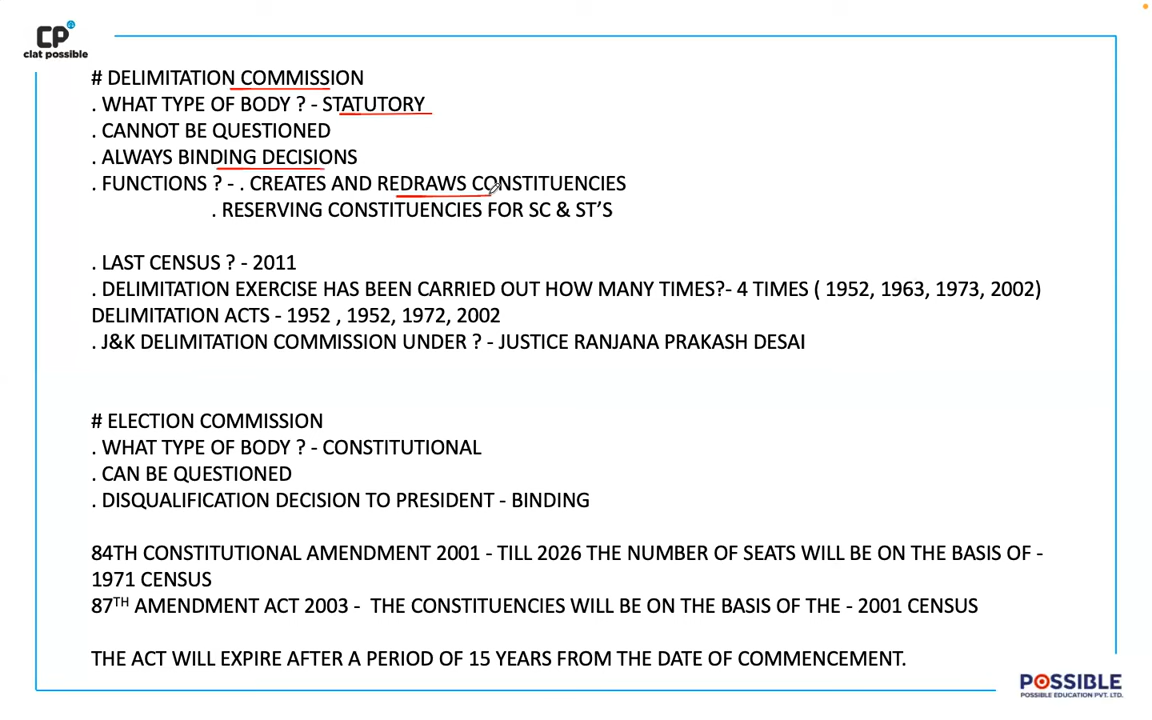 CP
clat possible
# DELIMITATION COMMISSION
. WHAT TYPE OF BODY ? - STATUTORY
. CANNOT BE QUESTIONED
. ALWAYS BINDING DECISIONS
. FUNCTIONS ? - . CREATES AND REDRAWS CONSTITUENCIES
. RESERVING CONSTITUENCIES FOR SC & ST'S
. LAST CENSUS ? - 2011
. DELIMITATION EXERCISE HAS BEEN CARRIED OUT HOW MANY TIMES?- 4 TIMES ( 1952, 1963, 1973, 2002)
DELIMITATION ACTS - 1952 , 1952, 1972, 2002
. J&K DELIMITATION COMMISSION UNDER ? - JUSTICE RANJANA PRAKASH DESAI
# ELECTION COMMISSION
. WHAT TYPE OF BODY ? - CONSTITUTIONAL
. CAN BE QUESTIONED
. DISQUALIFICATION DECISION TO PRESIDENT - BINDING
84TH CONSTITUTIONAL AMENDMENT 2001 - TILL 2026 THE NUMBER OF SEATS WILL BE ON THE BASIS OF -
1971 CENSUS
87TH AMENDMENT ACT 2003 - THE CONSTITUENCIES WILL BE ON THE BASIS OF THE - 2001 CENSUS
THE ACT WILL EXPIRE AFTER A PERIOD OF 15 YEARS FROM THE DATE OF COMMENCEMENT.
POSSIBLE
POSSIBLE EDUCATION PVT. LTD.